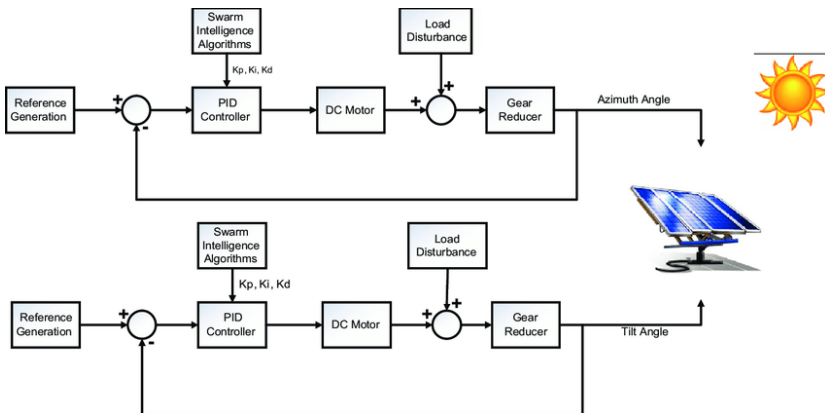 Swarm
Intelligence
Algorithms
Load
Disturbance
Kp, Ki, Kd
Reference
Generation
+
-
PID
Controller
DC Motor
+
+
Gear
Reducer
Azimuth Angle
Swarm
Intelligence
Algorithms
Load
Disturbance
Kp, Ki, Kd
Reference
Generation
+
-
PID
Controller
DC Motor
+
+
Gear
Reducer
Tilt Angle